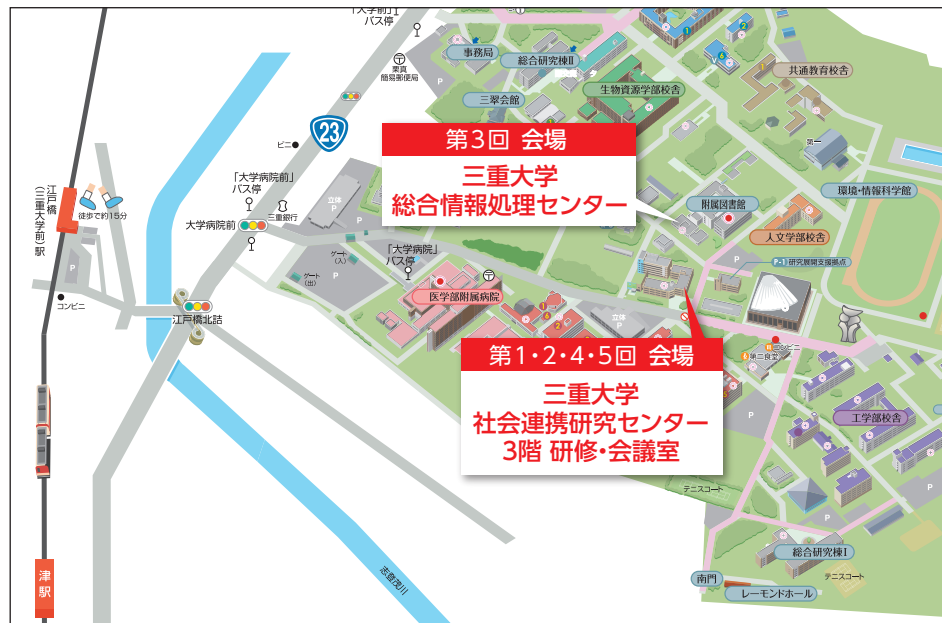 「大学前」
バス停
栗真
簡易郵便局
事務局
総合研究棟Ⅱ
共通教育校舎
三翠会館
生物資源学部校舎
23
ビニ
第3回 会場
三重大学
総合情報処理センター
第一
環境・情報科学館
附属図書館
人文学部校舎
F-1 研究展開支援拠点
江戸橋
(三重大学前)駅
徒歩で約15分
「大学病院前」
バス停
三重銀行
大学病院前
立体
P
ゲート
(入)
ゲート
(出)
「大学病院」
バス停
医学部附属病院
コンビニ
江戸橋北詰
立体
P
コンビニ
第二食堂
第1・2・4・5回 会場
三重大学
社会連携研究センター
3階 研修・会議室
工学部校舎
テニスコート
P
総合研究棟Ⅰ
テニスコート
南門
レーモンドホール
志登茂川
津駅